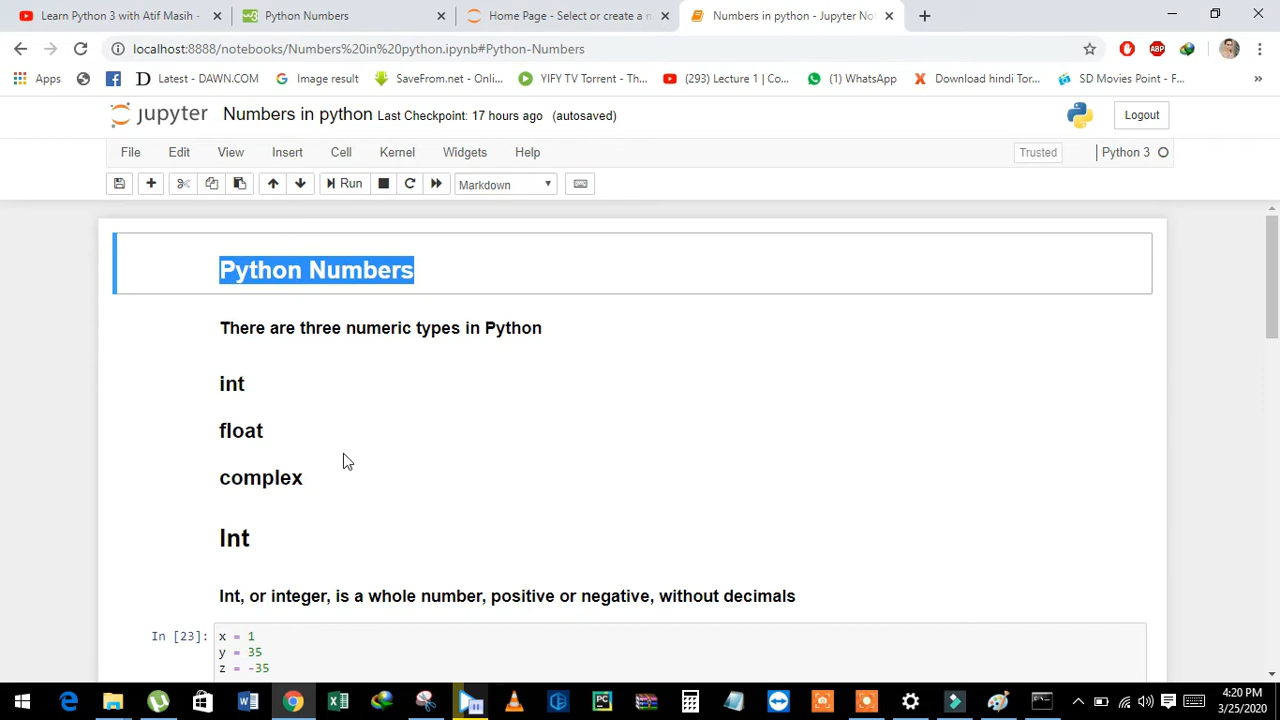 Learn Python 3 with Atif Masih -
Python Numbers
Home Page - Select or create a n
Numbers in python - Jupyter Not
localhost:8888/notebooks/Numbers%20in%20python.ipynb#Python-Numbers
ABP
Apps
Latest - DAWN.COM
Image result
SaveFrom.net - Onli...
YIFY TV Torrent - Th...
(293) Lecture 1 | Co...
(1) WhatsApp
Download hindi Tor...
SD Movies Point - F...
»
jupyter Numbers in python Last Checkpoint: 17 hours ago (autosaved)
Logout
File Edit View Insert Cell Kernel Widgets Help
Trusted
Python 3
Run
Markdown
Python Numbers
There are three numeric types in Python
int
float
complex
Int
Int, or integer, is a whole number, positive or negative, without decimals
In [23]: x = 1
y = 35
z = -35
4:20 PM
3/25/2020